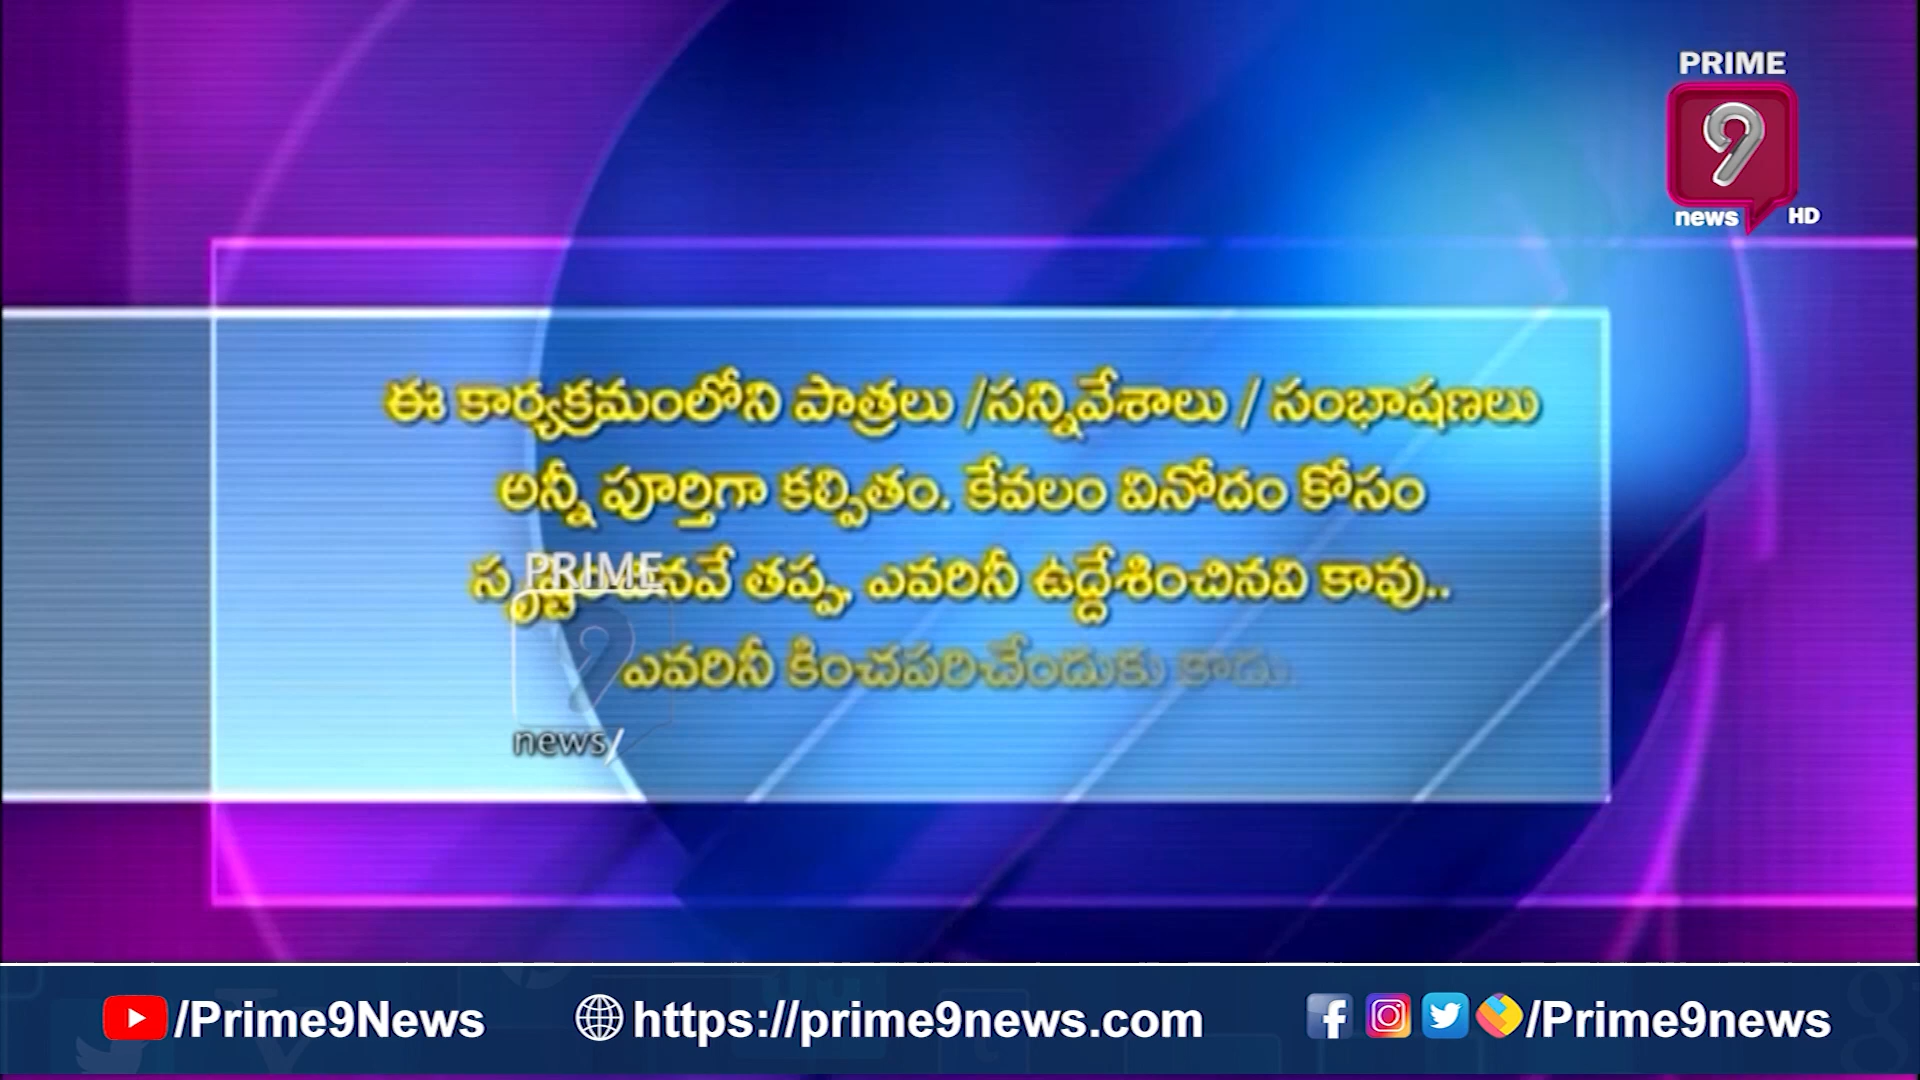 PRIME
9
news HD
ఈ కార్యక్రమంలోని పాత్రలు /సన్నివేశాలు / సంభాషణలు
అన్నీ పూర్తిగా కల్పితం. కేవలం వినోదం కోసం
తప్ప, ఎవరినీ ఉద్దేశించినవి కావు..
ఎవరినీ కించపరిచేందుకు కాదు.
PRIME
9
news
/Prime9News
https://prime9news.com
/Prime9news